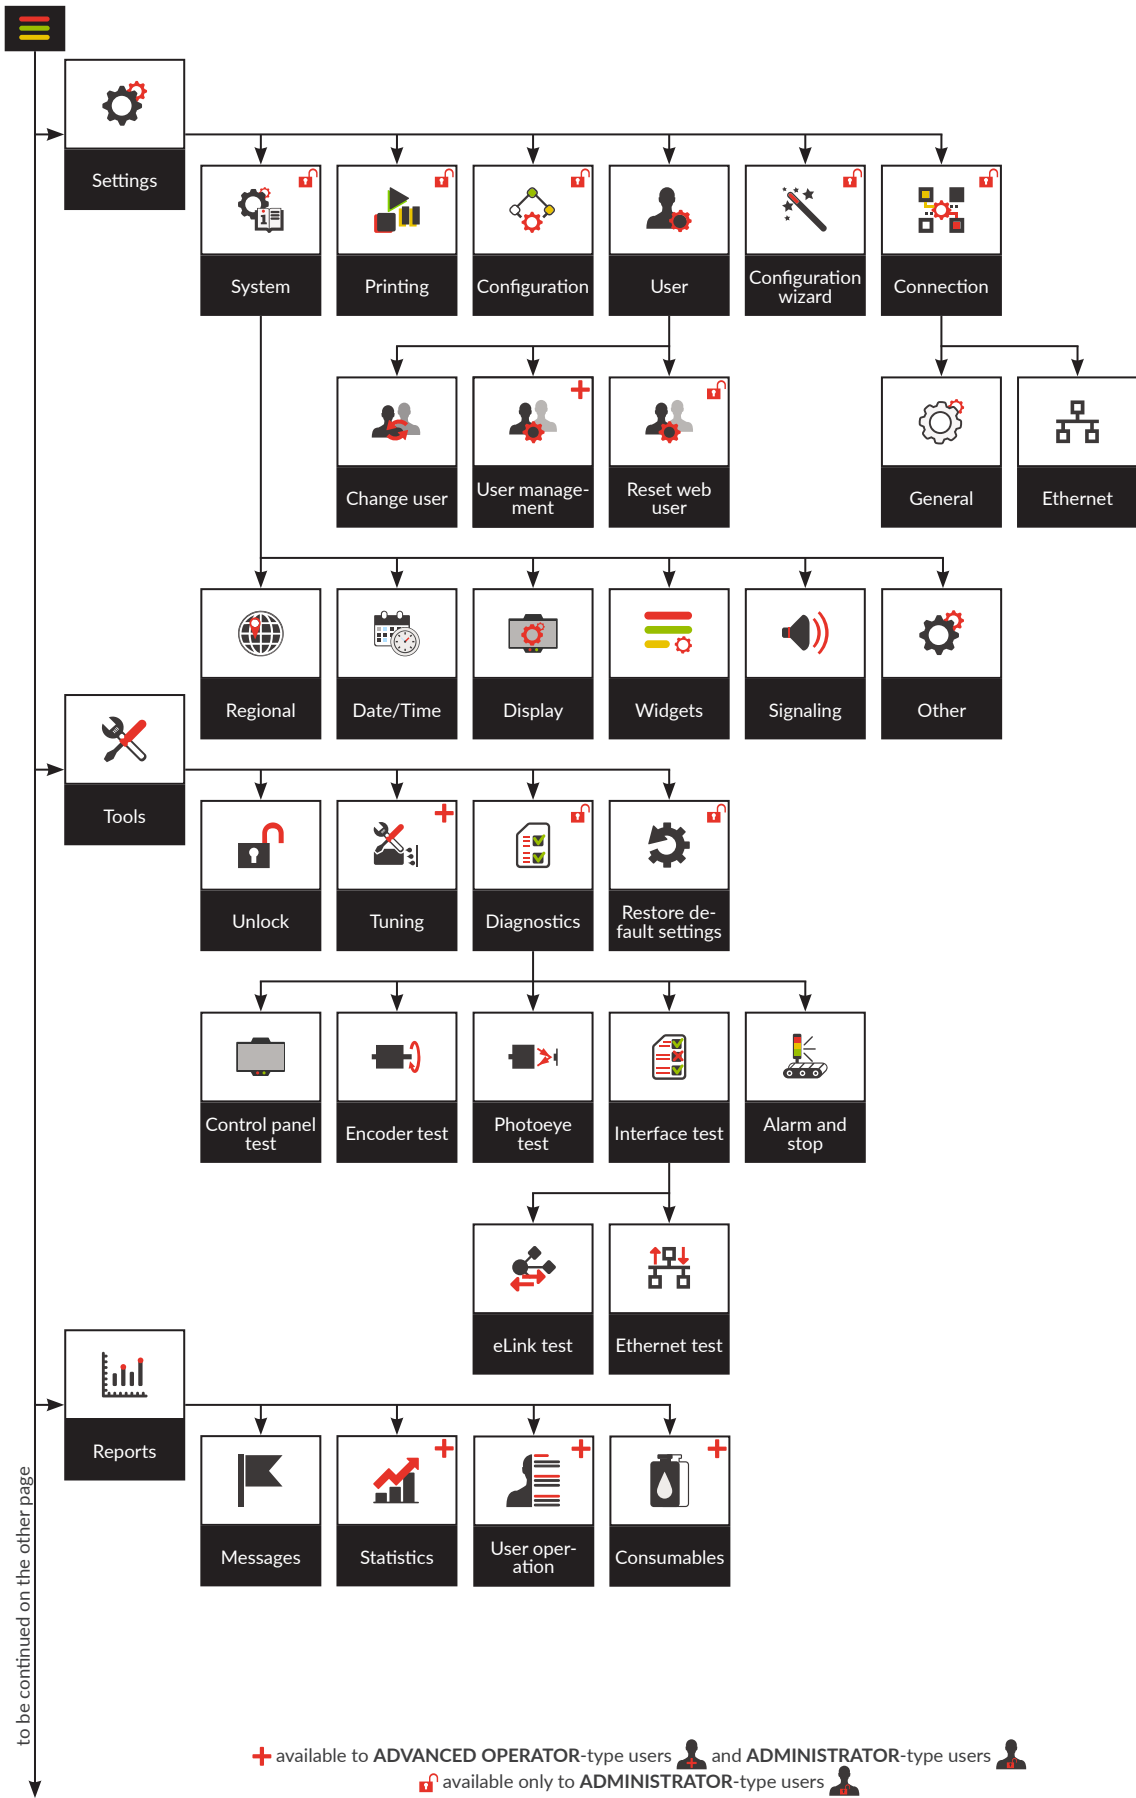 Settings
System
Printing
Configuration
User
Configuration
wizard
Connection
Change user
User manage-
ment
Reset web
user
General
Ethernet
Regional
Date/Time
Display
Widgets
Signaling
Other
Tools
Unlock
Tuning
Diagnostics
Restore de-
fault settings
Control panel
test
Encoder test
Photoeye
test
Interface test
Alarm and
stop
eLink test
Ethernet test
Reports
Messages
Statistics
User oper-
ation
Consumables
to be continued on the other page
available to ADVANCED OPERATOR-type users and ADMINISTRATOR-type users
available only to ADMINISTRATOR-type users